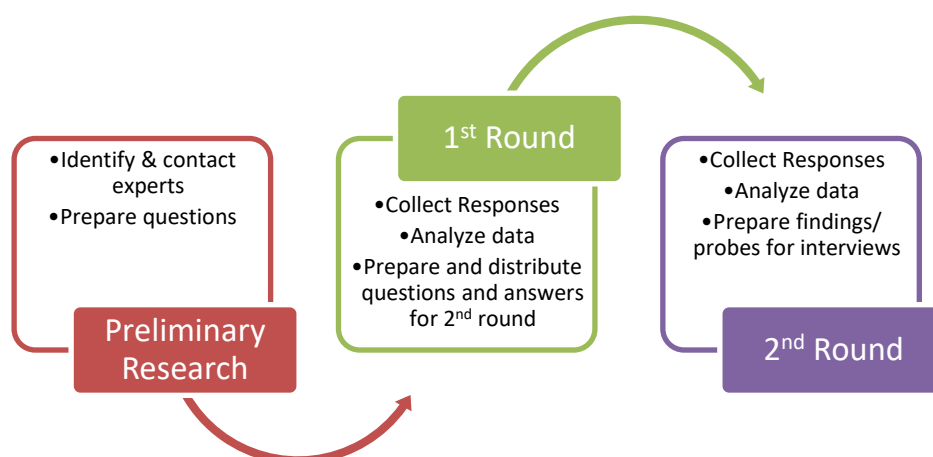 •Identify & contact
experts
•Prepare questions
Preliminary
Research
1st Round
•Collect Responses
•Analyze data
•Prepare and distribute
questions and answers
for 2nd round
•Collect Responses
•Analyze data
•Prepare findings/
probes for interviews
2nd Round